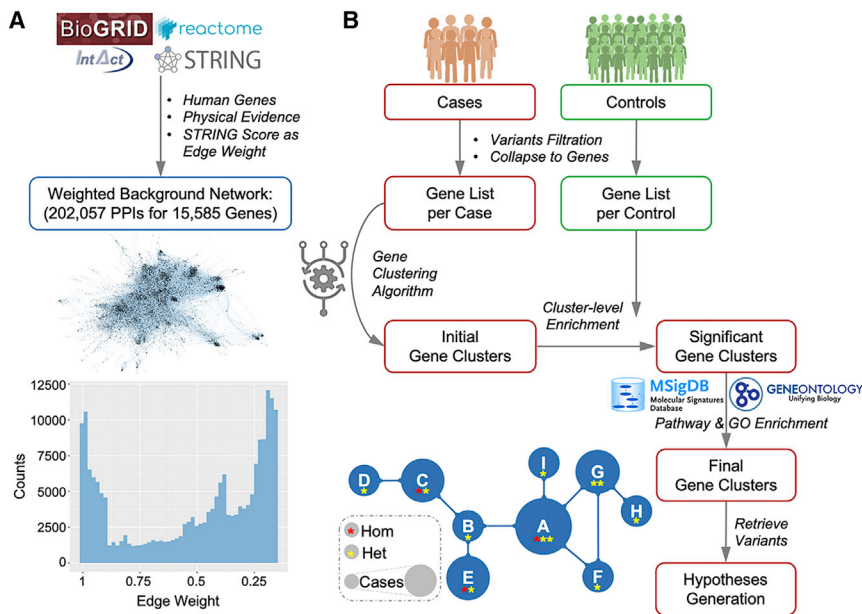 A
BioGRID
reactome
IntAct
STRING
• Human Genes
• Physical Evidence
• STRING Score as
Edge Weight
Weighted Background Network:
(202,057 PPIs for 15,585 Genes)
12500
10000
7500
5000
2500
0
Counts
1
0.75
0.5
0.25
Edge Weight
B
Cases
Controls
• Variants Filtration
• Collapse to Genes
Gene List
per Case
Gene List
per Control
Gene
Clustering
Algorithm
Cluster-level
Enrichment
Initial
Gene Clusters
Significant
Gene Clusters
MSigDB
Molecular Signatures
Database
GENEONTOLOGY
Unifying Biology
Pathway & GO Enrichment
Final
Gene Clusters
Retrieve
Variants
Hypotheses
Generation
D
C
I
G
B
A
H
E
F
Hom
Het
Cases